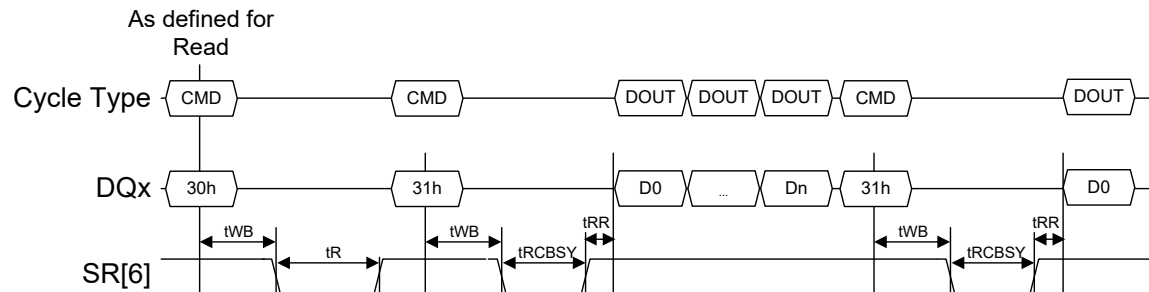 As defined for
Read
Cycle Type CMD CMD DOUT DOUT DOUT CMD DOUT
DQx 30h 31h D0 ... Dn 31h D0
tWB tR tWB tRCBSY tRR tWB tRCBSY tRR
SR[6]